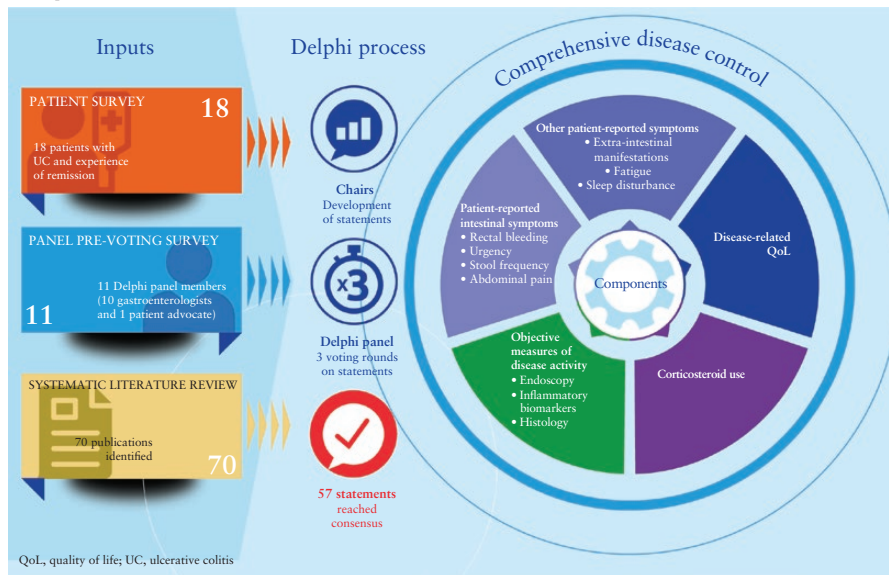 Inputs
PATIENT SURVEY
18
18 patients with
UC and experience
of remission
PANEL PRE-VOTING SURVEY
11 Delphi panel members
(10 gastroenterologists
and 1 patient advocate)
11
SYSTEMATIC LITERATURE REVIEW
70 publications
identified
70
Delphi process
Chairs
Development
of statements
x3
Delphi panel
3 voting rounds
on statements
57 statements
reached
consensus
Comprehensive disease control
Other patient-reported symptoms
• Extra-intestinal
manifestations
• Fatigue
• Sleep disturbance
Patient-reported
intestinal symptoms
• Rectal bleeding
• Urgency
• Stool frequency
• Abdominal pain
Disease-related
QoL
Components
Objective
measures of
disease activity
• Endoscopy
• Inflammatory
biomarkers
• Histology
Corticosteroid use
QoL, quality of life; UC, ulcerative colitis